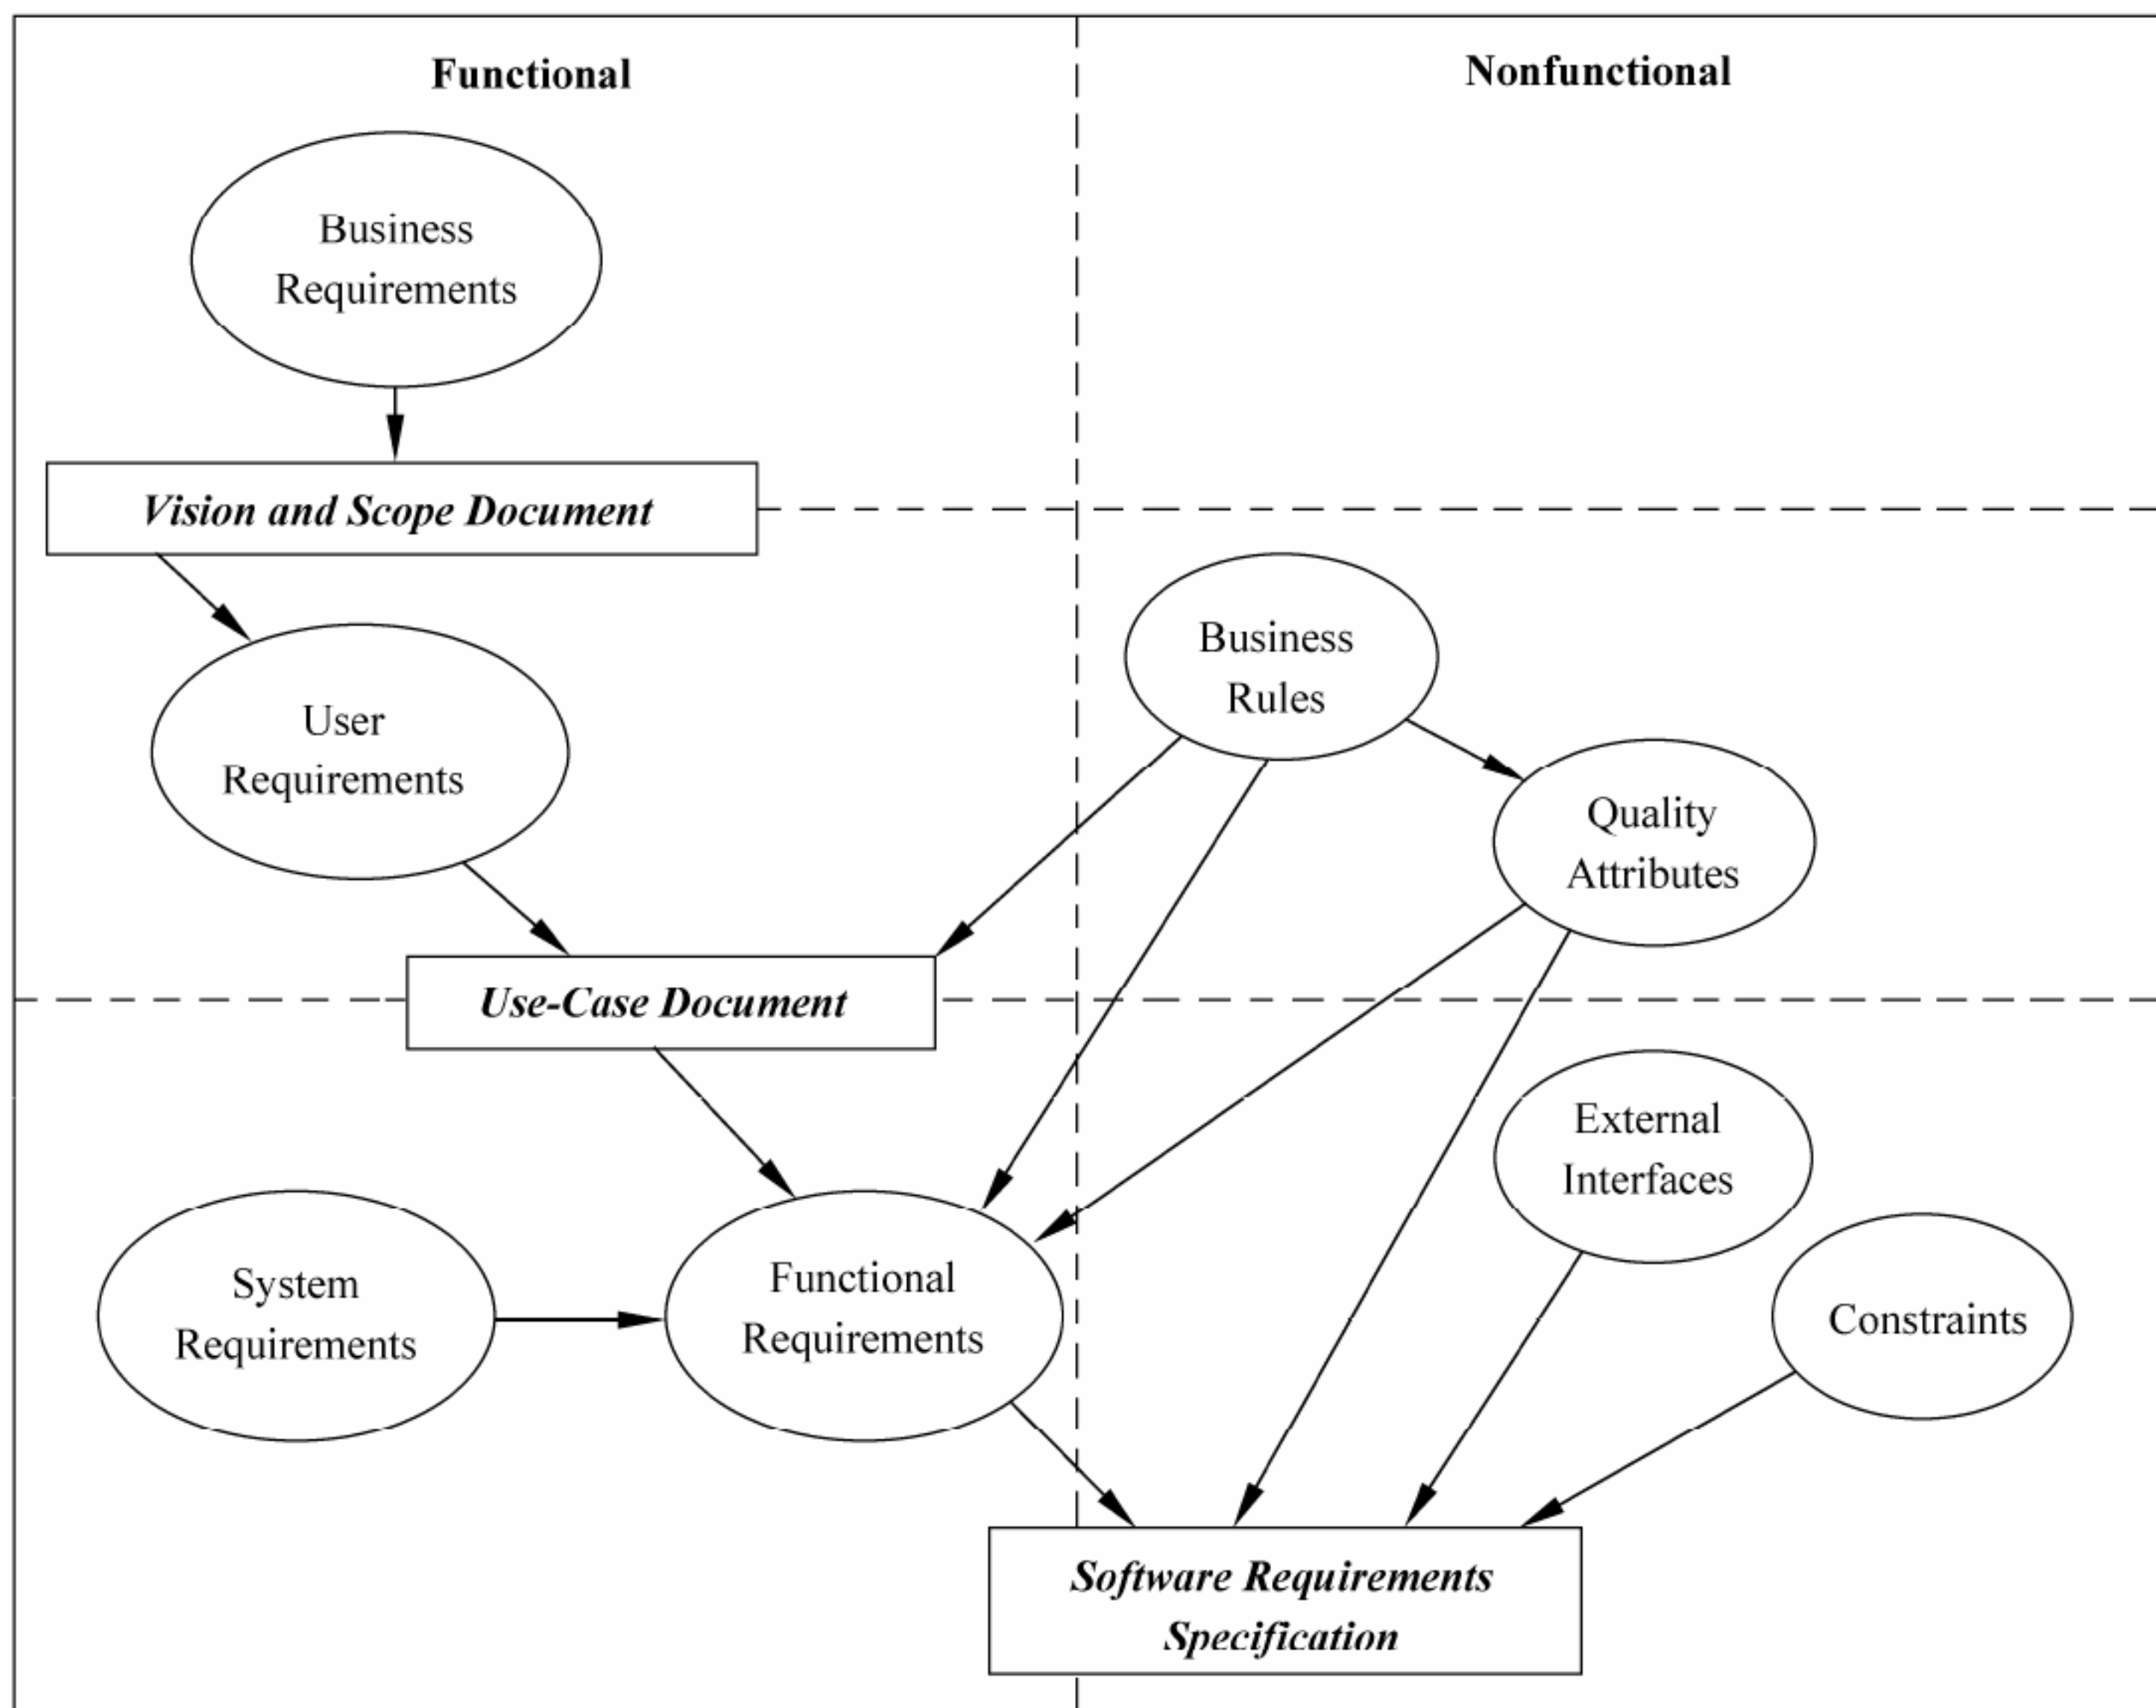 Functional
Nonfunctional
Business
Requirements
Vision and Scope Document
User
Requirements
Business
Rules
Quality
Attributes
Use-Case Document
External
Interfaces
System
Requirements
Functional
Requirements
Constraints
Software Requirements
Specification